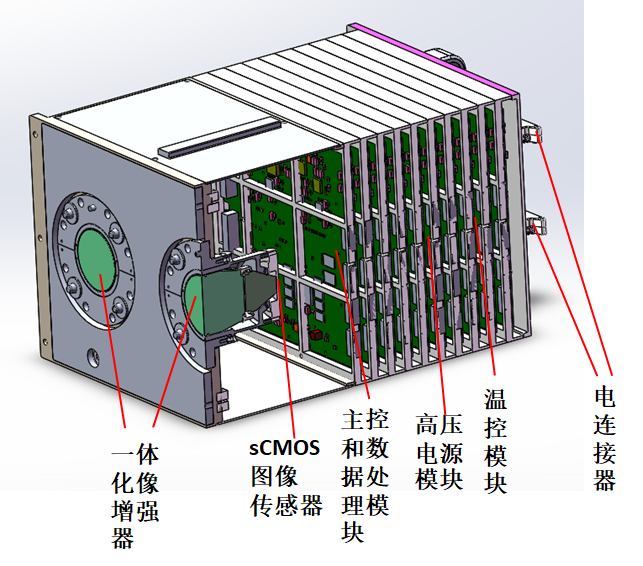 一体
化像
增强
器
sCMOS
图像
传感器
主控
和数
据处
理模
块
高压
电源
模块
温
控
模
块
电
连
接
器